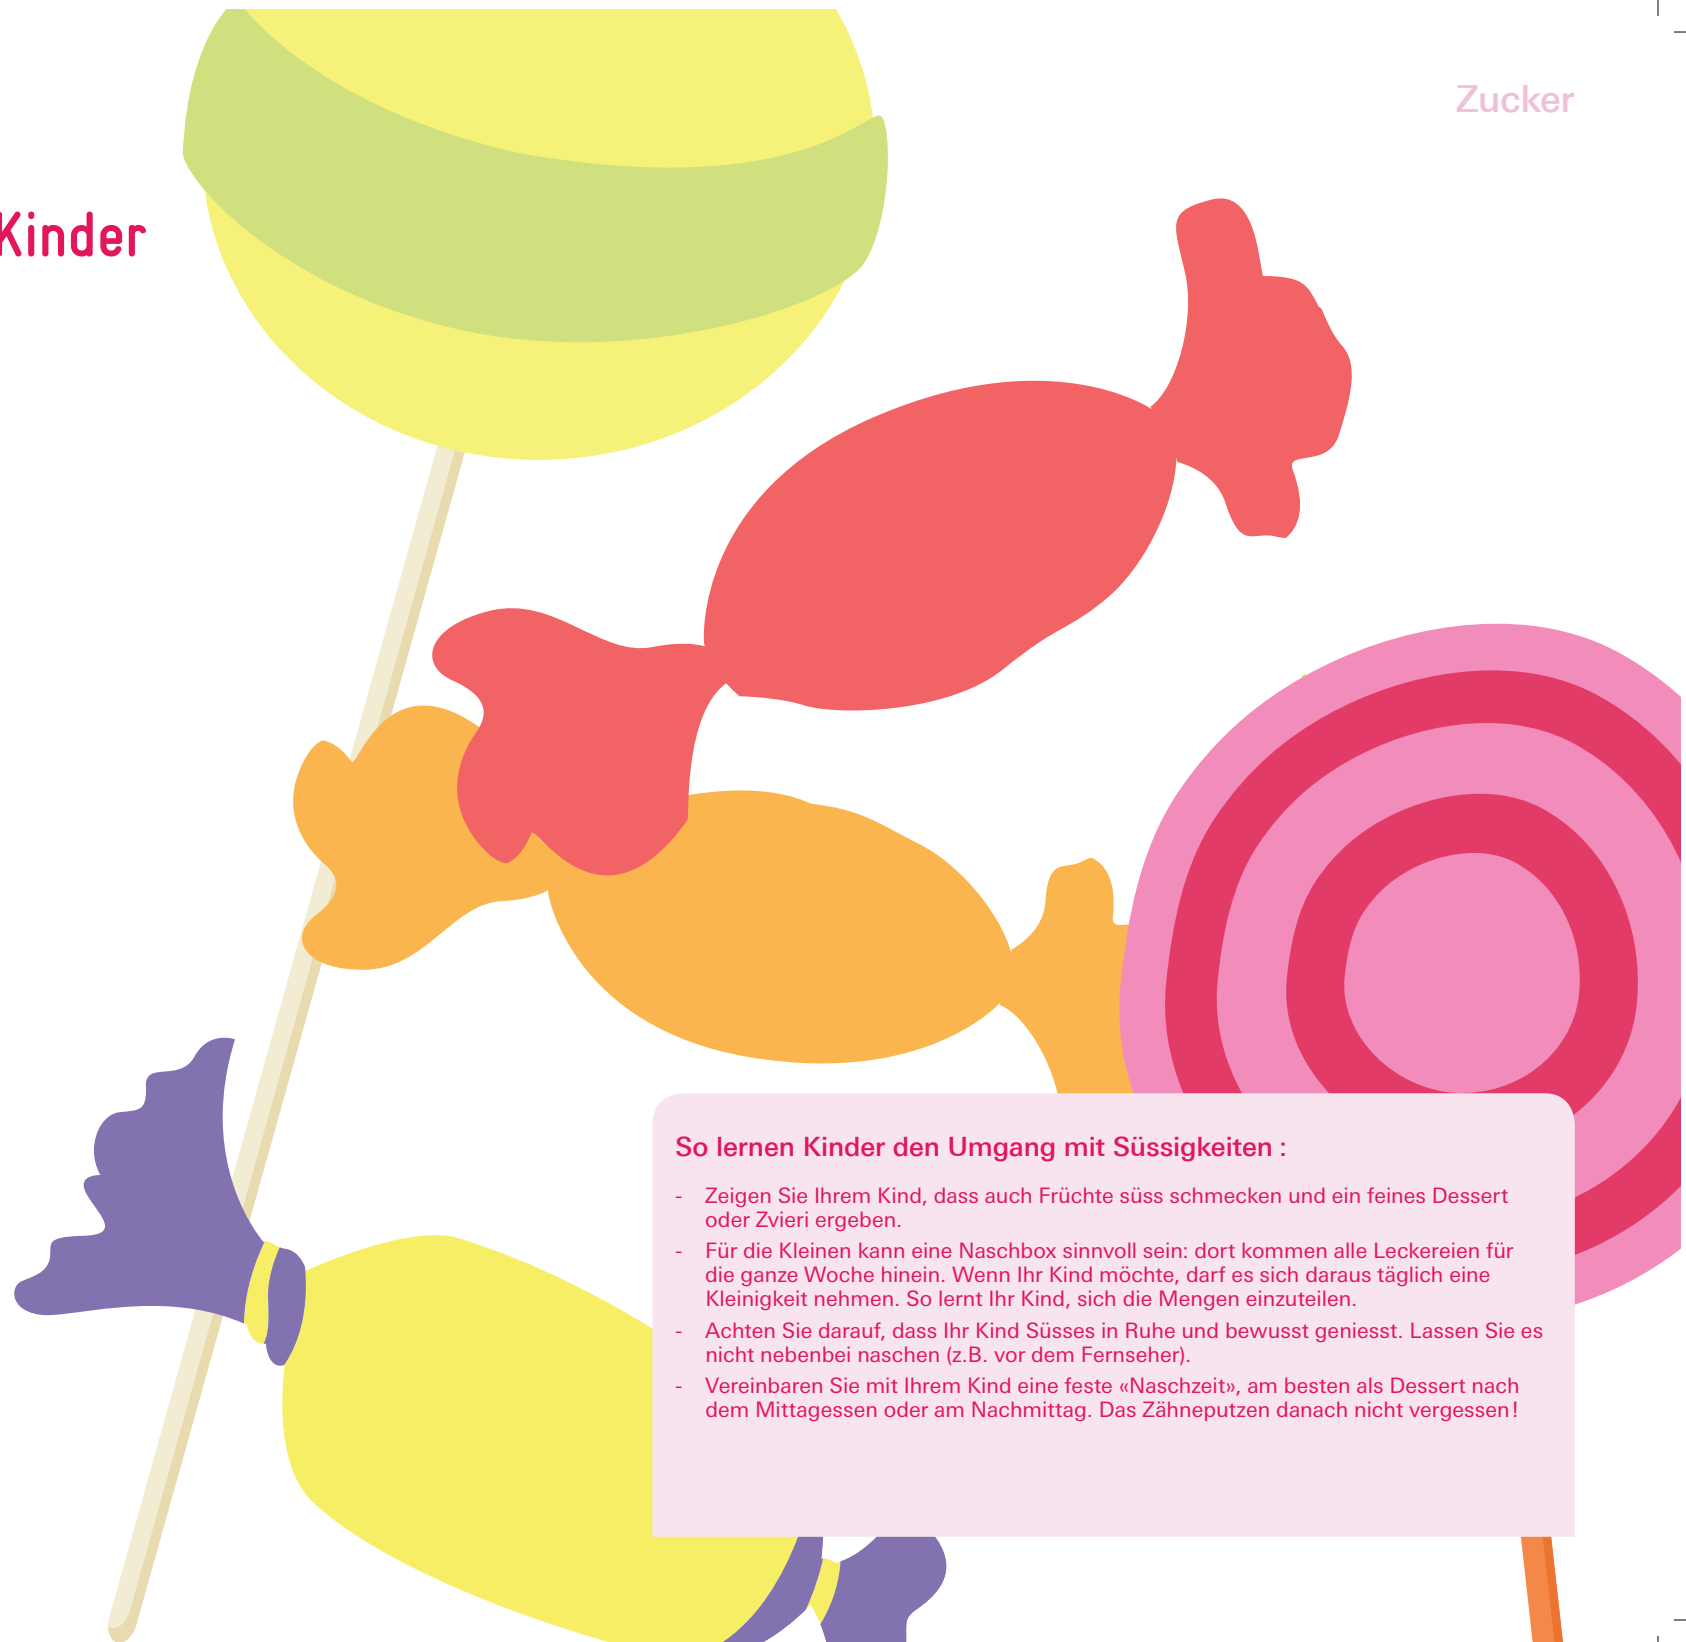 Zucker
Kinder
So lernen Kinder den Umgang mit Süssigkeiten :
- Zeigen Sie Ihrem Kind, dass auch Früchte süss schmecken und ein feines Dessert
oder Zvieri ergeben.
- Für die Kleinen kann eine Naschbox sinnvoll sein: dort kommen alle Leckereien für
die ganze Woche hinein. Wenn Ihr Kind möchte, darf es sich daraus täglich eine
Kleinigkeit nehmen. So lernt Ihr Kind, sich die Mengen einzuteilen.
- Achten Sie darauf, dass Ihr Kind Süsses in Ruhe und bewusst geniesst. Lassen Sie es
nicht nebenbei naschen (z.B. vor dem Fernseher).
- Vereinbaren Sie mit Ihrem Kind eine feste «Naschzeit», am besten als Dessert nach
dem Mittagessen oder am Nachmittag. Das Zähneputzen danach nicht vergessen !